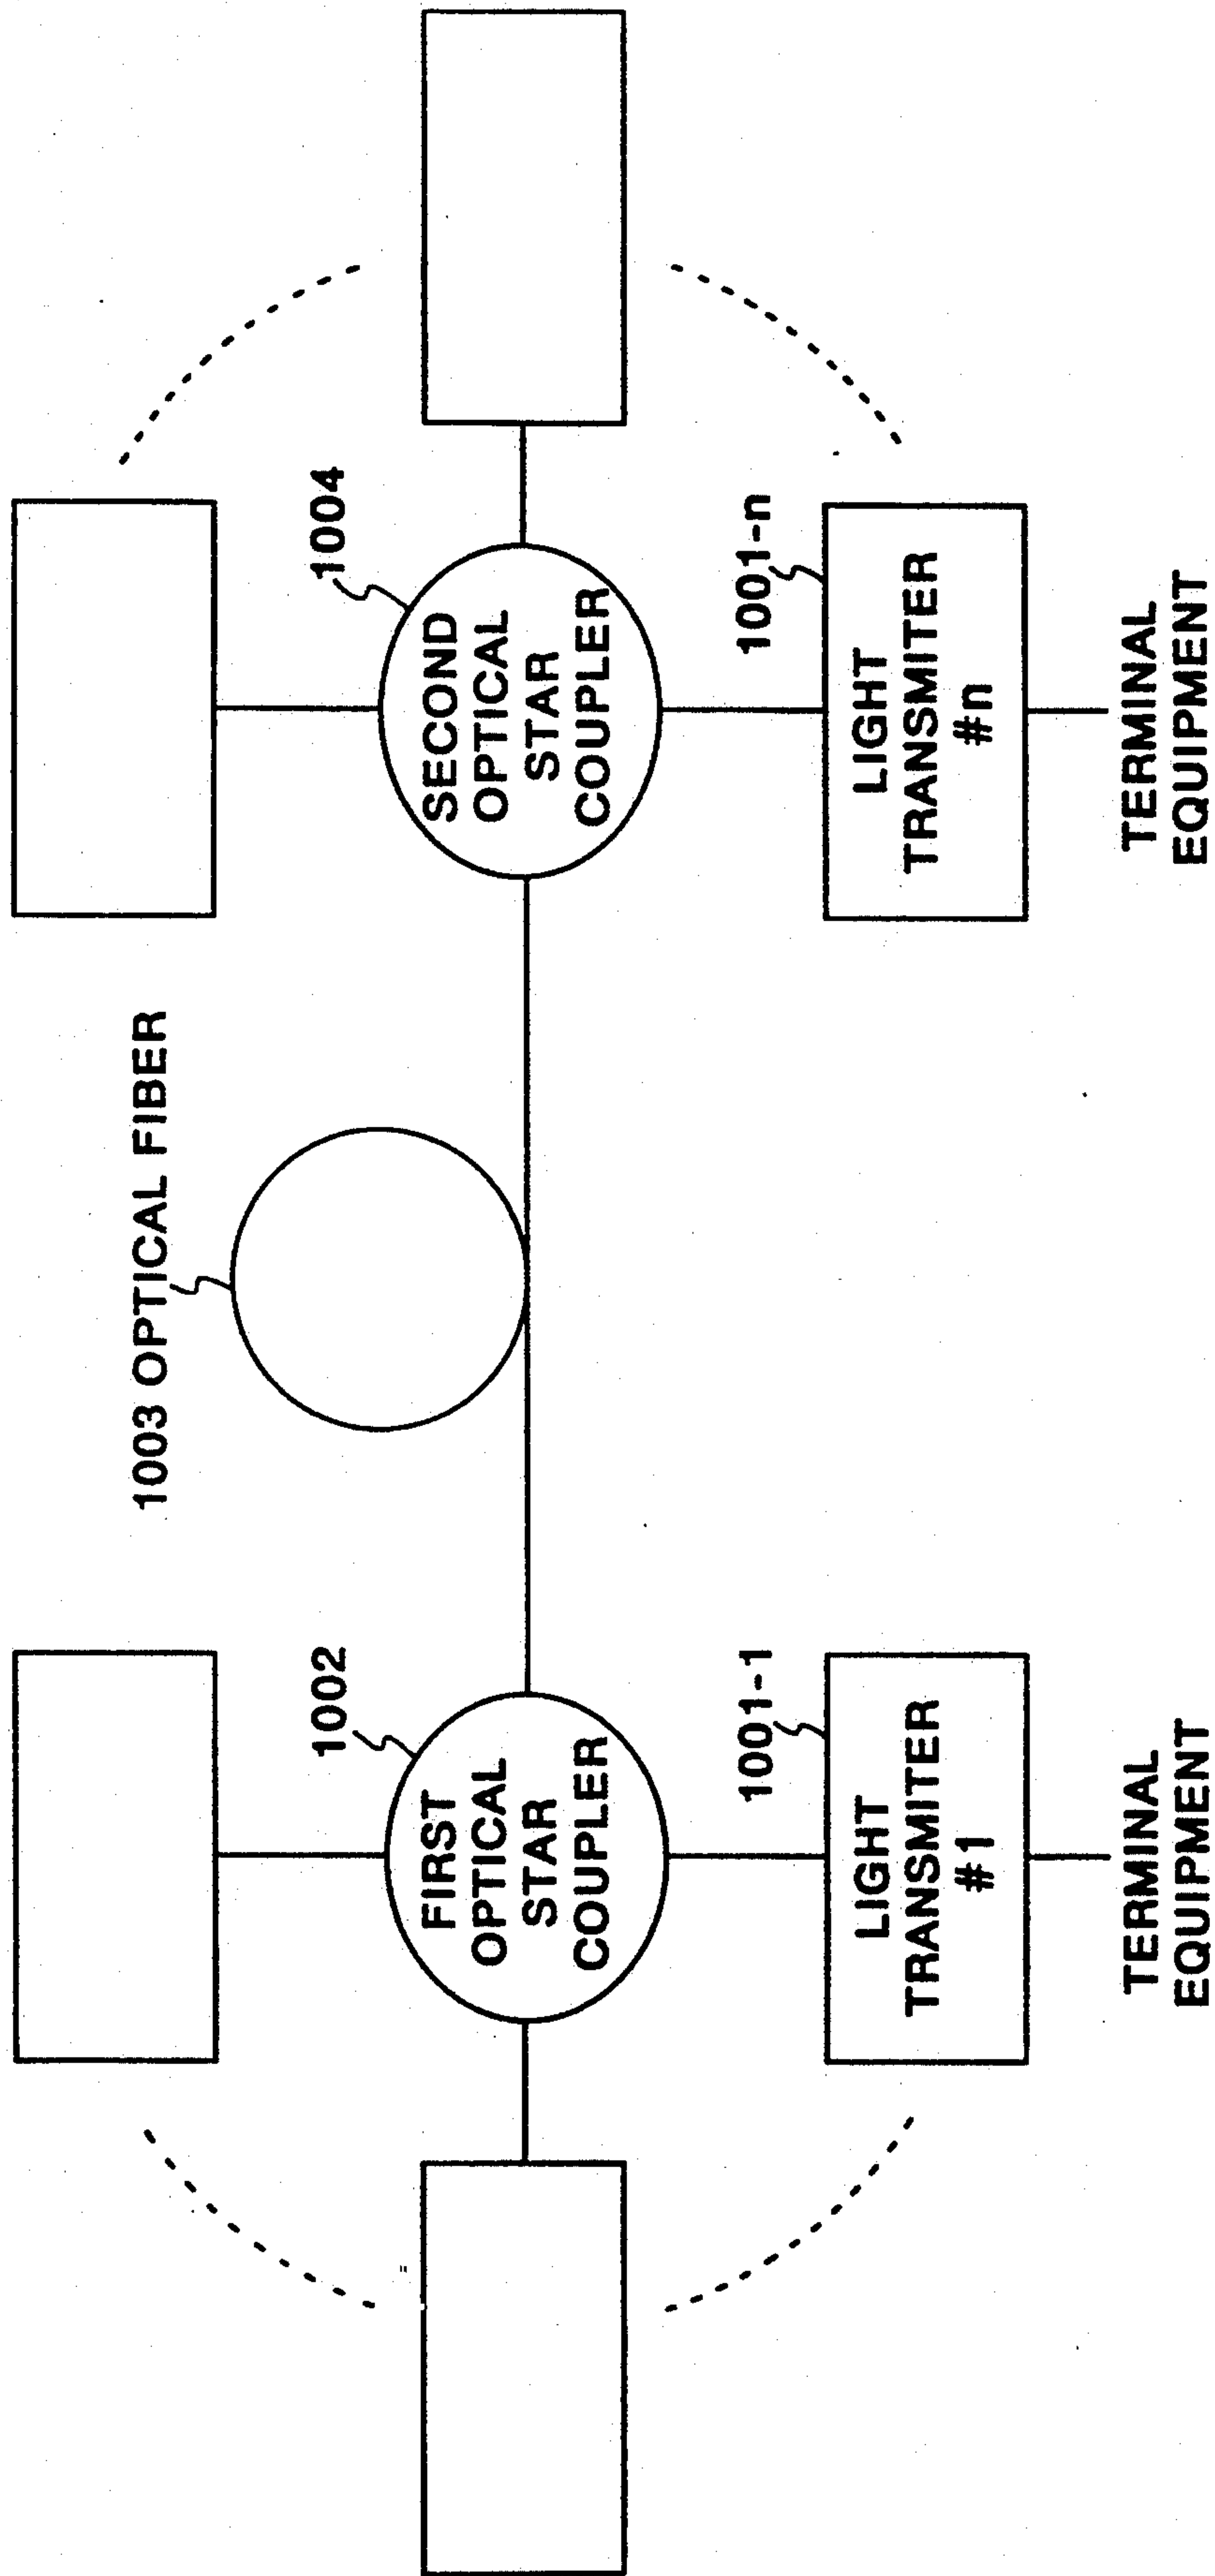 1003 OPTICAL FIBER
1002
FIRST
OPTICAL
STAR
COUPLER
1004
SECOND
OPTICAL
STAR
COUPLER
1001-1
LIGHT
TRANSMITER
#1
TERMINAL
EQUIPMENT
1001-n
LIGHT
TRANSMITER
#n
TERMINAL
EQUIPMENT